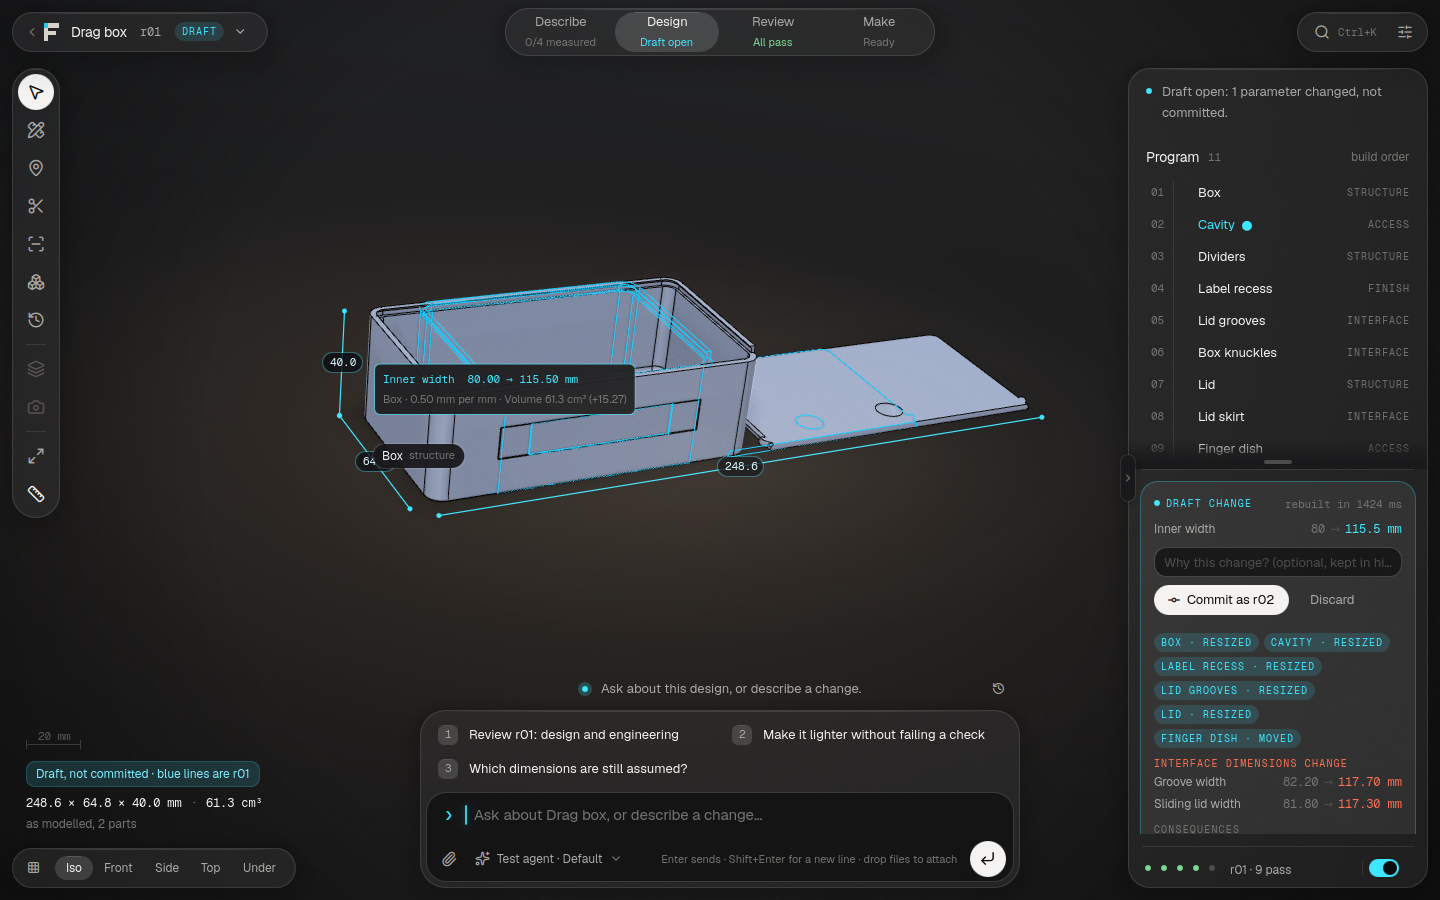 Drag box r01 DRAFT
Describe
0/4 measured
Design
Draft open
Review
All pass
Make
Ready
Ctrl+K
Draft open: 1 parameter changed, not
committed.
Program 11 build order
01 Box STRUCTURE
02 Cavity ACCESS
03 Dividers STRUCTURE
04 Label recess FINISH
05 Lid grooves INTERFACE
06 Box knuckles INTERFACE
07 Lid STRUCTURE
08 Lid skirt INTERFACE
09 Finger dish ACCESS
40.0
Inner width 80.00 → 115.50 mm
Box · 0.50 mm per mm · Volume 61.3 cm³ (+15.27)
64
Box structure
248.6
DRAFT CHANGE rebuilt in 1424 ms
Inner width 80 → 115.5 mm
Why this change? (optional, kept in hi…
Commit as r02 Discard
BOX · RESIZED CAVITY · RESIZED
LABEL RECESS · RESIZED
LID GROOVES · RESIZED
LID · RESIZED
FINGER DISH · MOVED
INTERFACE DIMENSIONS CHANGE
Groove width 82.20 → 117.70 mm
Sliding lid width 81.80 → 117.30 mm
CONSEQUENCES
r01 · 9 pass
Ask about this design, or describe a change.
1 Review r01: design and engineering
2 Make it lighter without failing a check
3 Which dimensions are still assumed?
Ask about Drag box, or describe a change…
Test agent · Default
Enter sends · Shift+Enter for a new line · drop files to attach
20 mm
Draft, not committed · blue lines are r01
248.6 × 64.8 × 40.0 mm · 61.3 cm³
as modelled, 2 parts
Iso Front Side Top Under